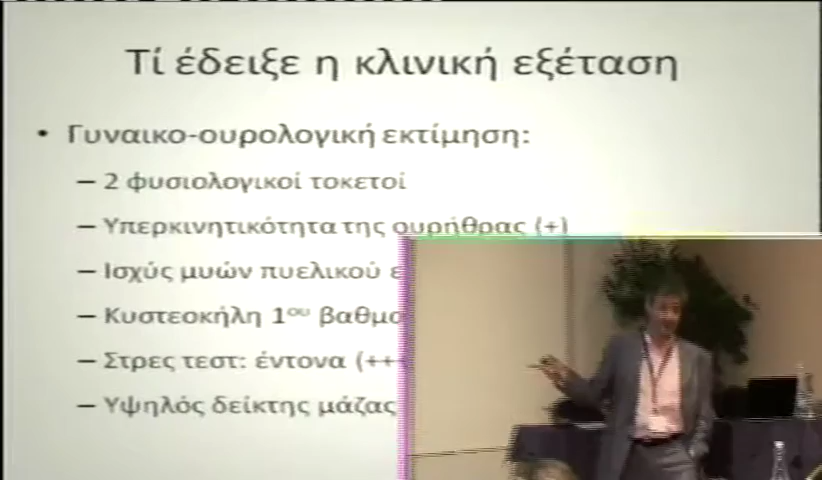 Τί έδειξε η κλινική εξέταση
• Γυναικο-ουρολογική εκτίμηση:
– 2 φυσιολογικοί τοκετοί
– Υπερκινητικότητα της ουρήθρας (+)
– Ισχύς μυών πυελικού
– Κυστεοκήλη 1ου
– Στρες τεστ: έντονα
– Υψηλός δείκτης μάζας